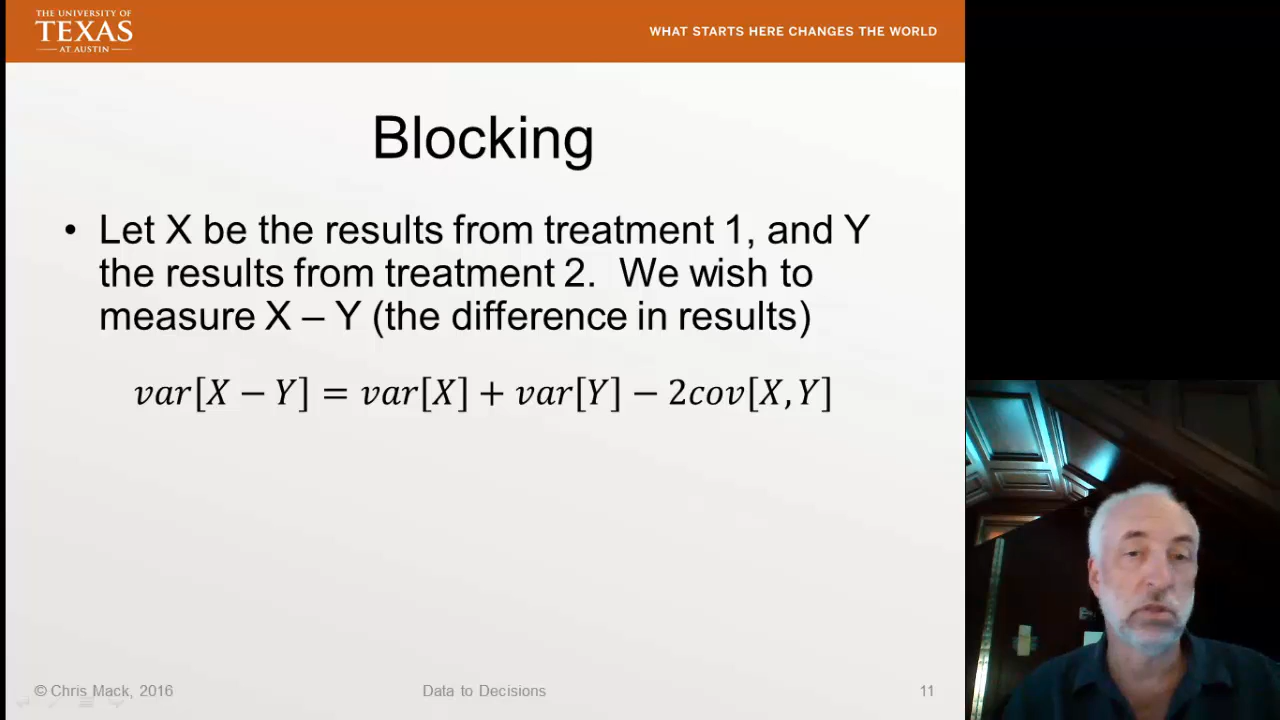 THE UNIVERSITY OF
TEXAS
AT AUSTIN
WHAT STARTS HERE CHANGES THE WORLD
Blocking
• Let X be the results from treatment 1, and Y
the results from treatment 2.  We wish to
measure X – Y (the difference in results)
var[X − Y] = var[X] + var[Y] − 2cov[X, Y]
© Chris Mack, 2016
Data to Decisions
11